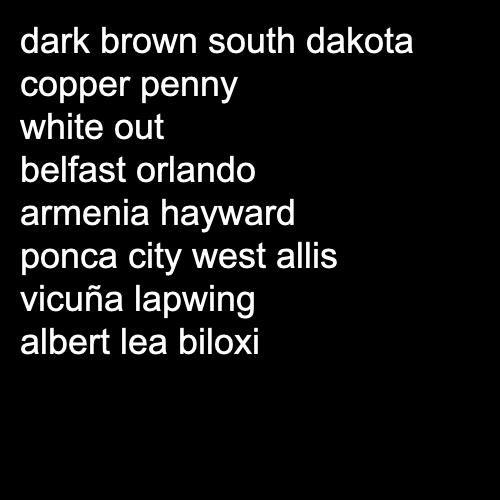 dark brown south dakota
copper penny
white out
belfast orlando
armenia hayward
ponca city west allis
vicuña lapwing
albert lea biloxi